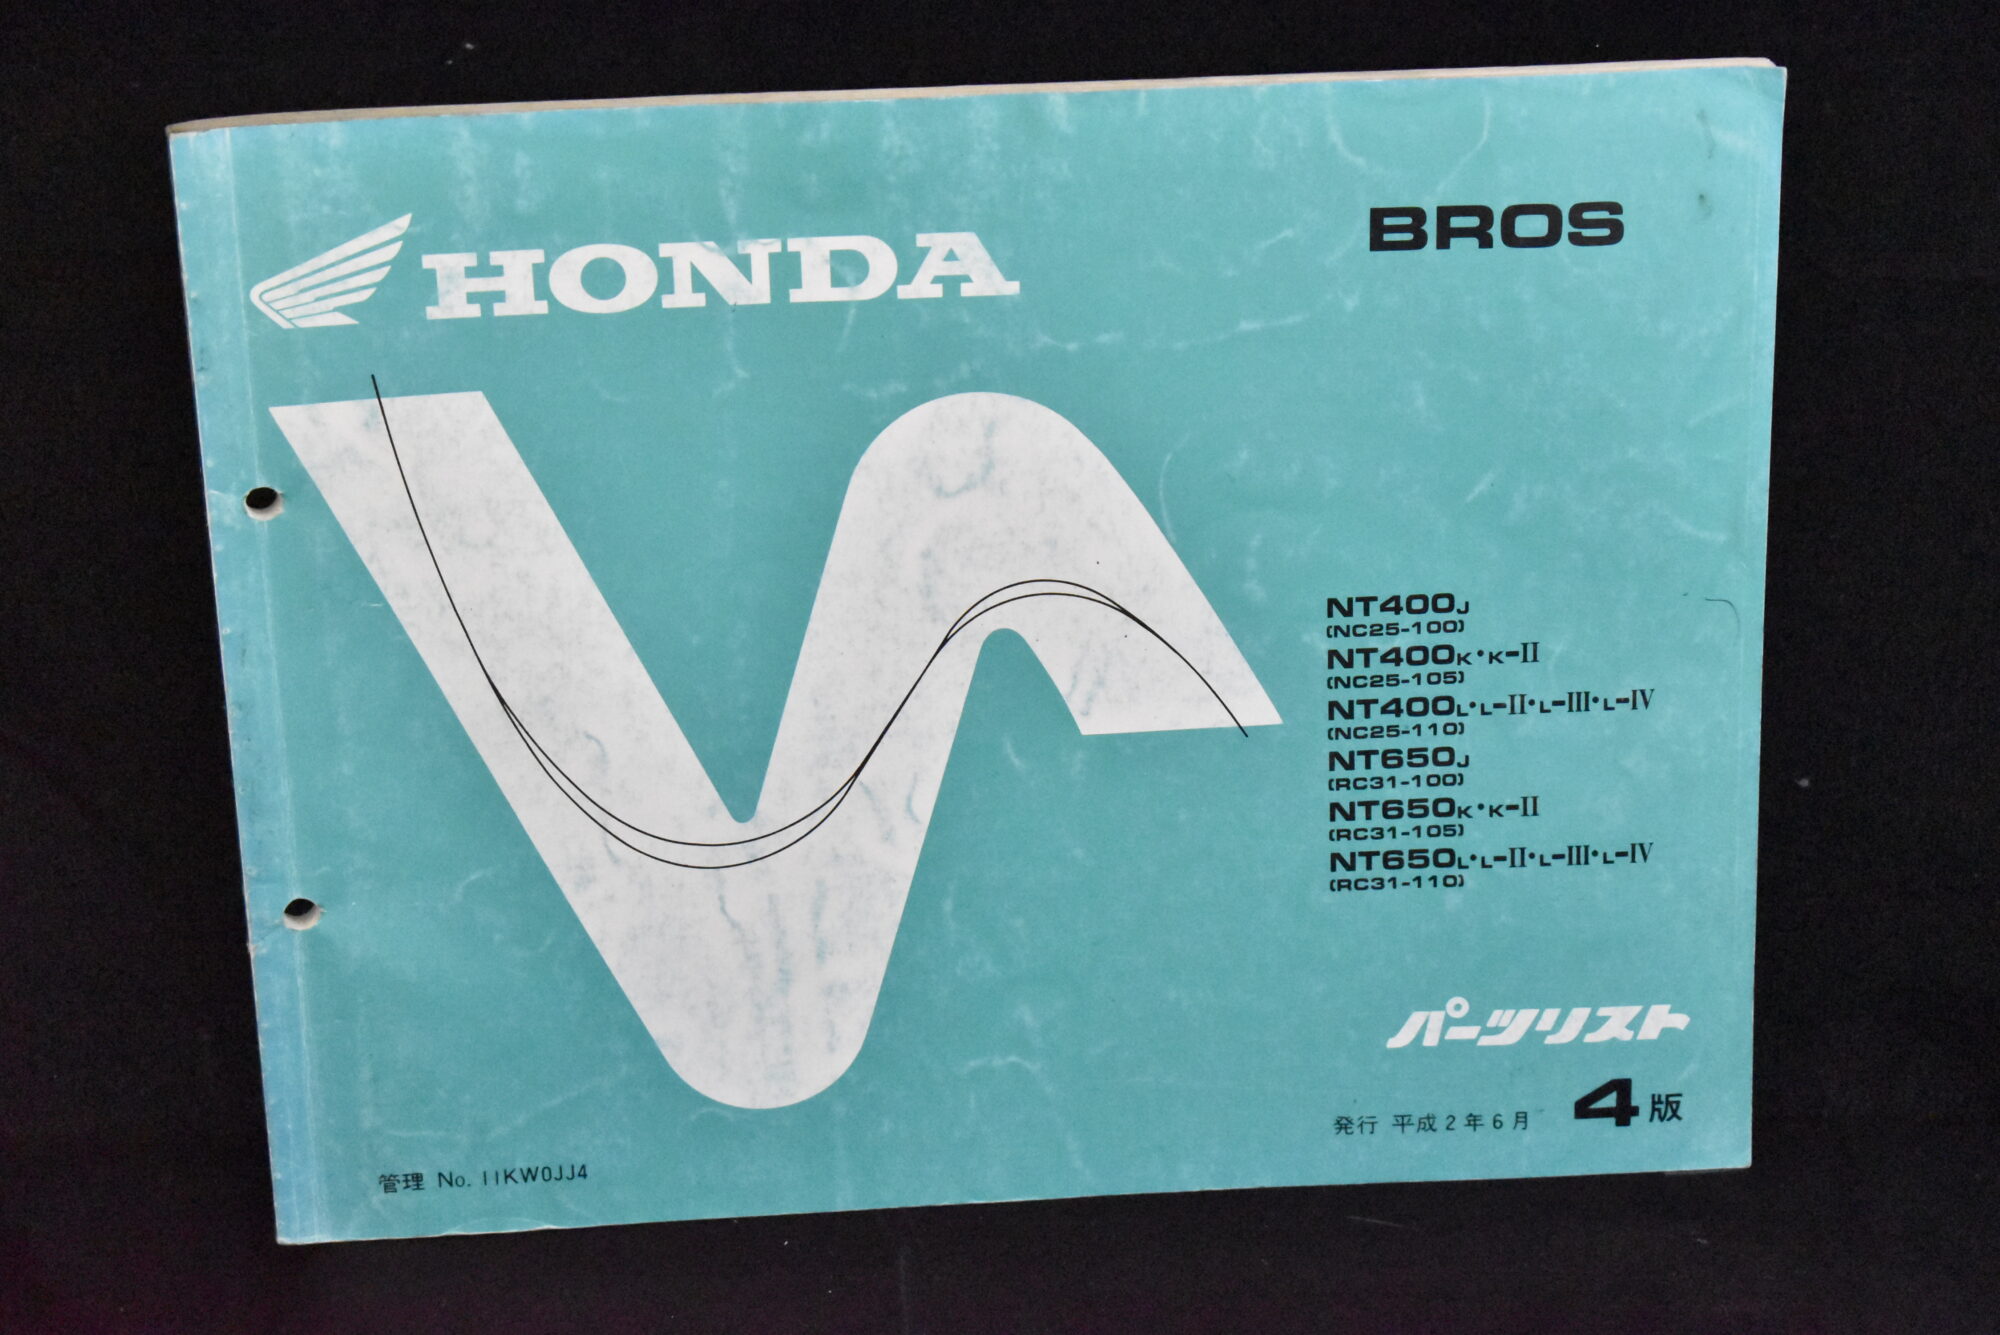 HONDA
BROS
NT400J
(NC25-100)
NT400K・K-II
(NC25-105)
NT400L・L-II・L-III・L-IV
(NC25-110)
NT650J
(RC31-100)
NT650K・K-II
(RC31-105)
NT650L・L-II・L-III・L-IV
(RC31-110)
パーツリスト
発行 平成2年6月 4版
管理 No. 11KW0JJ4